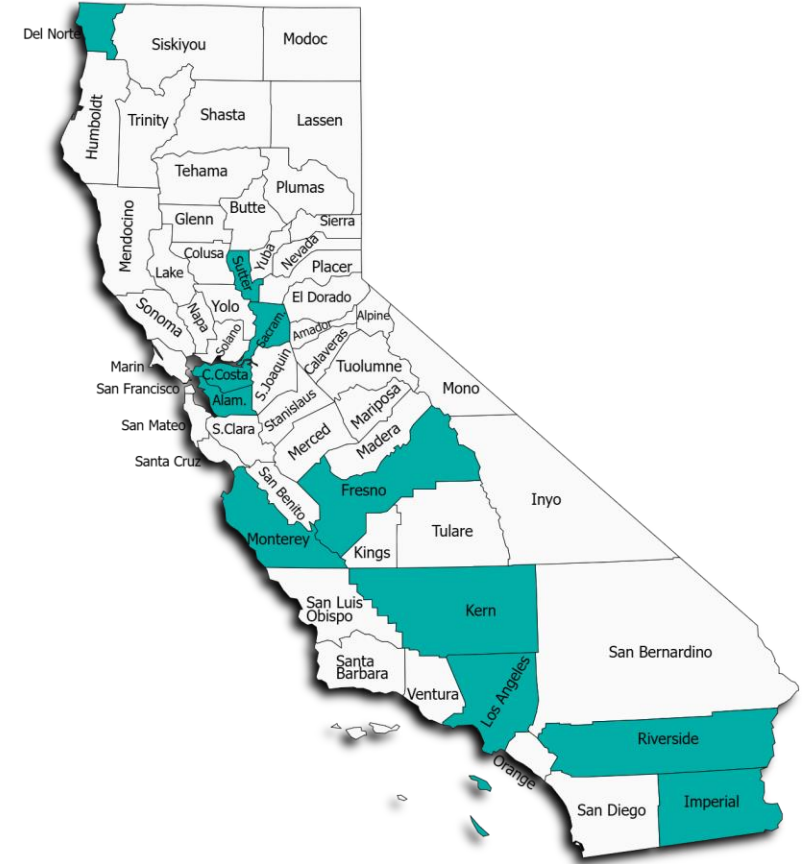 Del Norte
Siskiyou
Modoc
Humboldt
Trinity
Shasta
Lassen
Tehama
Plumas
Mendocino
Glenn
Butte
Sierra
Colusa
Sutter
Yuba
Nevada
Lake
Placer
Sonoma
Napa
Yolo
El Dorado
Solano
Sacram.
Amador
Alpine
Marin
C.Costa
S.Joaquin
Calaveras
Tuolumne
San Francisco
Alam.
Stanislaus
Mariposa
Mono
San Mateo
S.Clara
Merced
Madera
Santa Cruz
San Benito
Fresno
Inyo
Monterey
Kings
Tulare
San Luis
Obispo
Kern
San Bernardino
Santa
Barbara
Ventura
Los Angeles
Orange
Riverside
San Diego
Imperial